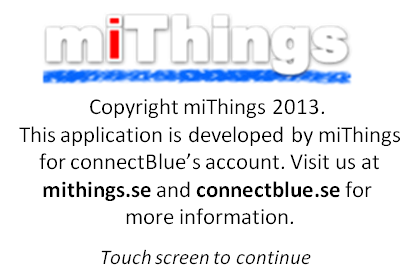 miThings
Copyright miThings 2013.
This application is developed by miThings
for connectBlue’s account. Visit us at
mithings.se and connectblue.se for
more information.
Touch screen to continue